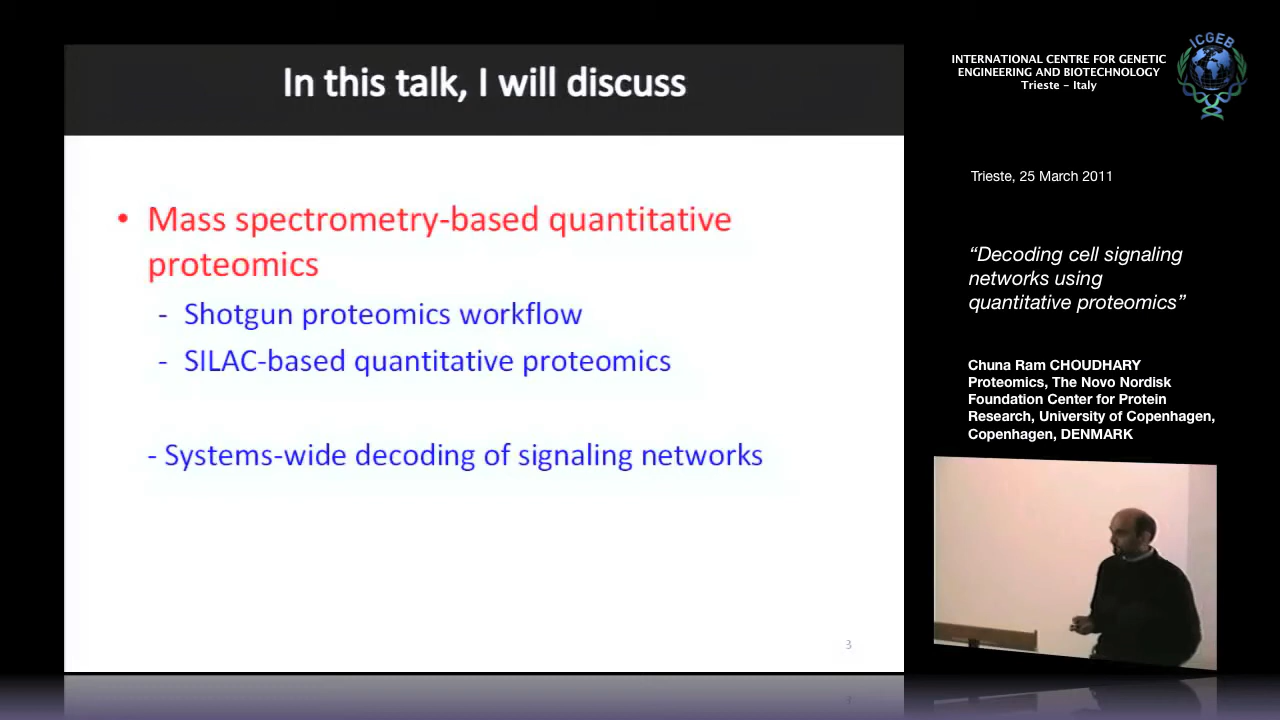 In this talk, I will discuss
• Mass spectrometry-based quantitative
proteomics
- Shotgun proteomics workflow
- SILAC-based quantitative proteomics
- Systems-wide decoding of signaling networks
3
INTERNATIONAL CENTRE FOR GENETIC
ENGINEERING AND BIOTECHNOLOGY
Trieste - Italy
ICGEB
Trieste, 25 March 2011
“Decoding cell signaling
networks using
quantitative proteomics”
Chuna Ram CHOUDHARY
Proteomics, The Novo Nordisk
Foundation Center for Protein
Research, University of Copenhagen,
Copenhagen, DENMARK